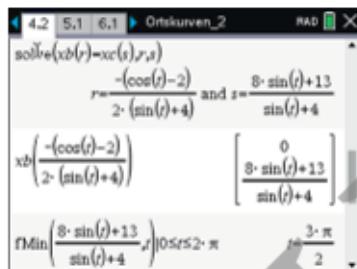 4.2 5.1 6.1 Ortskurven_2 RAD
solve(xb(r)=xc(s),r,s)
r=-(cos(t)-2)/(2·(sin(t)+4)) and s=(8·sin(t)+13)/(sin(t)+4)
xb(-(cos(t)-2)/(2·(sin(t)+4))) [0 (8·sin(t)+13)/(sin(t)+4)]
fMin((8·sin(t)+13)/(sin(t)+4),t)|0≤t≤2·π t=3·π/2